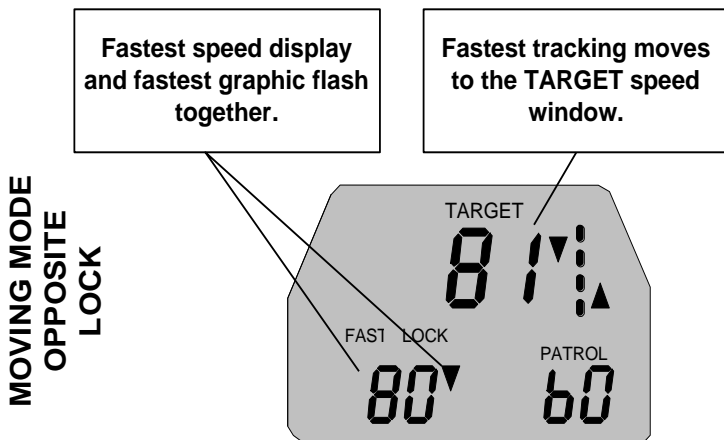 Fastest speed display
and fastest graphic flash
together.
Fastest tracking moves
to the TARGET speed
window.
MOVING MODE
OPPOSITE
LOCK
TARGET
81
FAST LOCK
80
PATROL
60